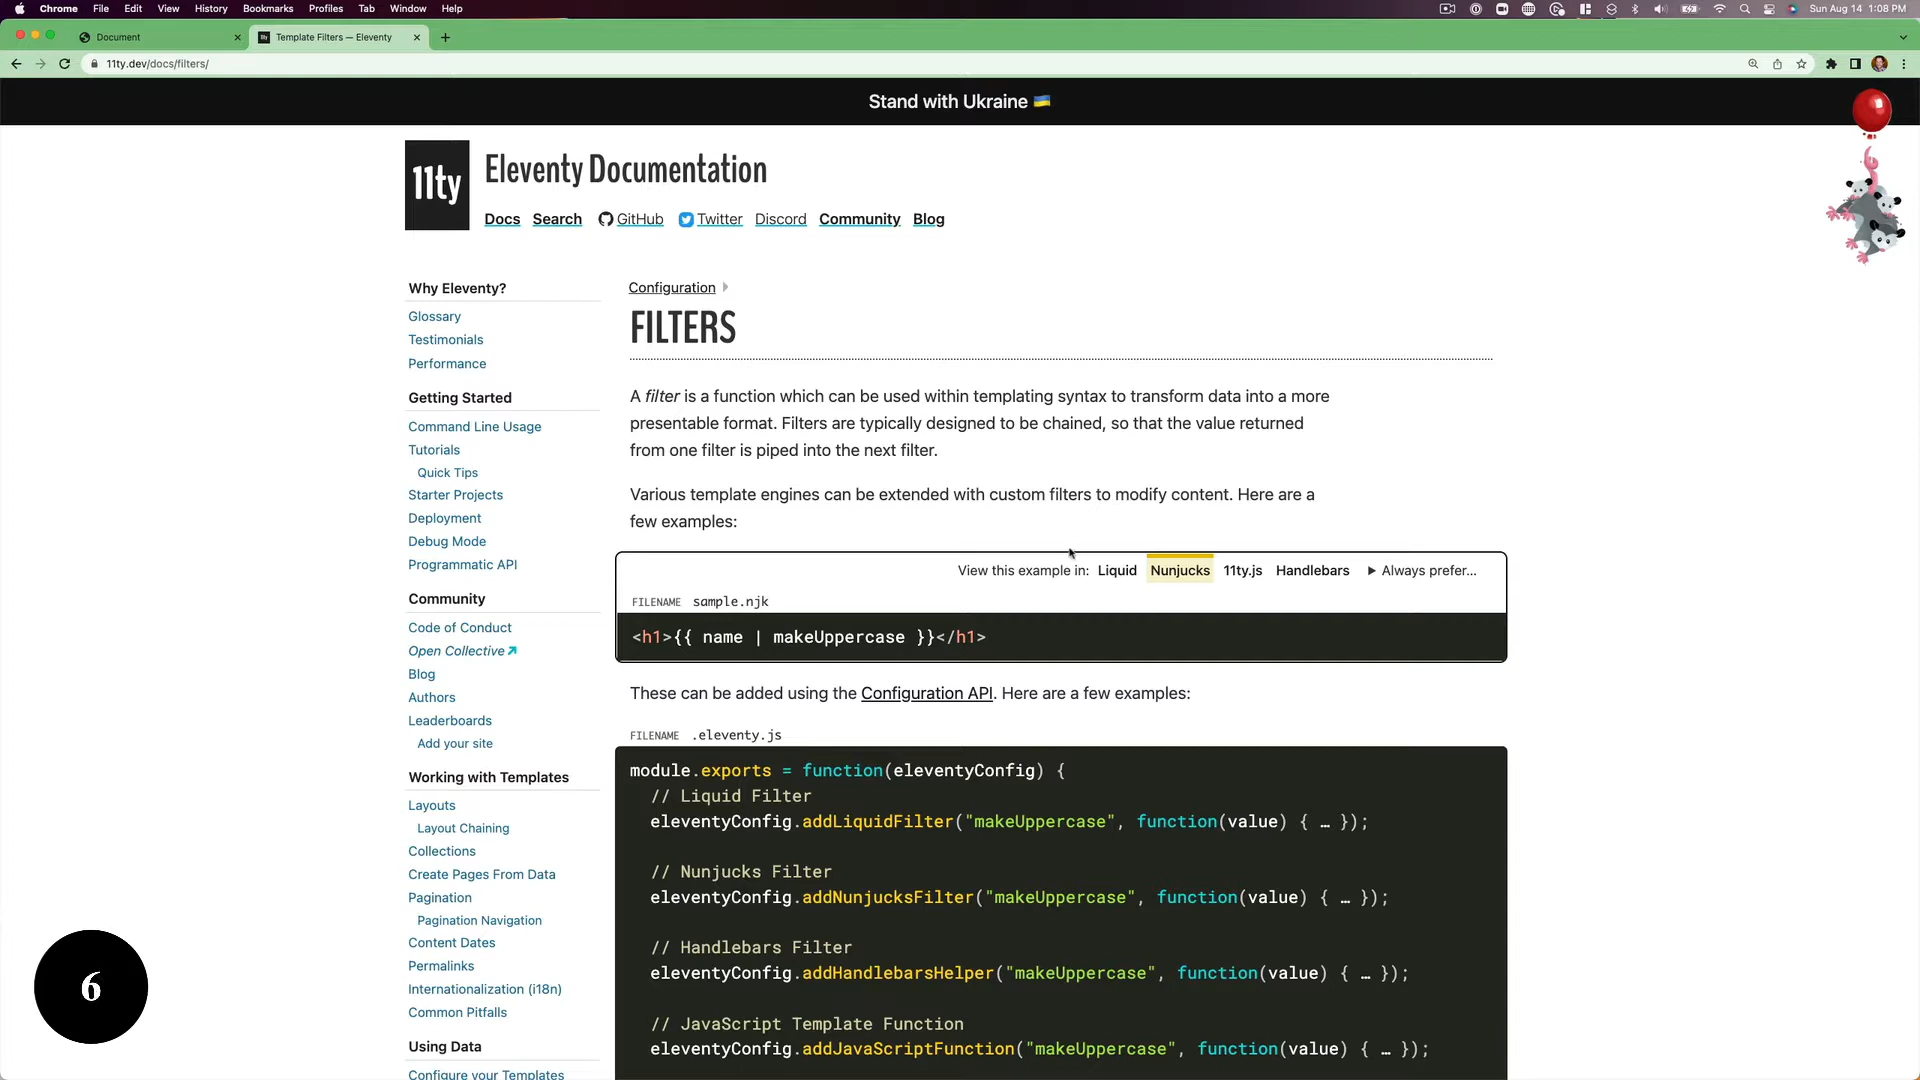 Chrome File Edit View History Bookmarks Profiles Tab Window Help
Sun Aug 14 1:08 PM
Document
Template Filters — Eleventy
11ty.dev/docs/filters/
Stand with Ukraine 🇺🇦
11ty
Eleventy Documentation
Docs Search GitHub Twitter Discord Community Blog
Why Eleventy?
Glossary
Testimonials
Performance
Getting Started
Command Line Usage
Tutorials
Quick Tips
Starter Projects
Deployment
Debug Mode
Programmatic API
Community
Code of Conduct
Open Collective
Blog
Authors
Leaderboards
Add your site
Working with Templates
Layouts
Layout Chaining
Collections
Create Pages From Data
Pagination
Pagination Navigation
Content Dates
Permalinks
Internationalization (i18n)
Common Pitfalls
Using Data
Configure your Templates
Configuration
FILTERS
A filter is a function which can be used within templating syntax to transform data into a more
presentable format. Filters are typically designed to be chained, so that the value returned
from one filter is piped into the next filter.
Various template engines can be extended with custom filters to modify content. Here are a
few examples:
View this example in: Liquid Nunjucks 11ty.js Handlebars ▶ Always prefer…
FILENAME sample.njk
<h1>{{ name | makeUppercase }}</h1>
These can be added using the Configuration API. Here are a few examples:
FILENAME .eleventy.js
module.exports = function(eleventyConfig) {
// Liquid Filter
eleventyConfig.addLiquidFilter("makeUppercase", function(value) { … });
// Nunjucks Filter
eleventyConfig.addNunjucksFilter("makeUppercase", function(value) { … });
// Handlebars Filter
eleventyConfig.addHandlebarsHelper("makeUppercase", function(value) { … });
// JavaScript Template Function
eleventyConfig.addJavaScriptFunction("makeUppercase", function(value) { … });
6